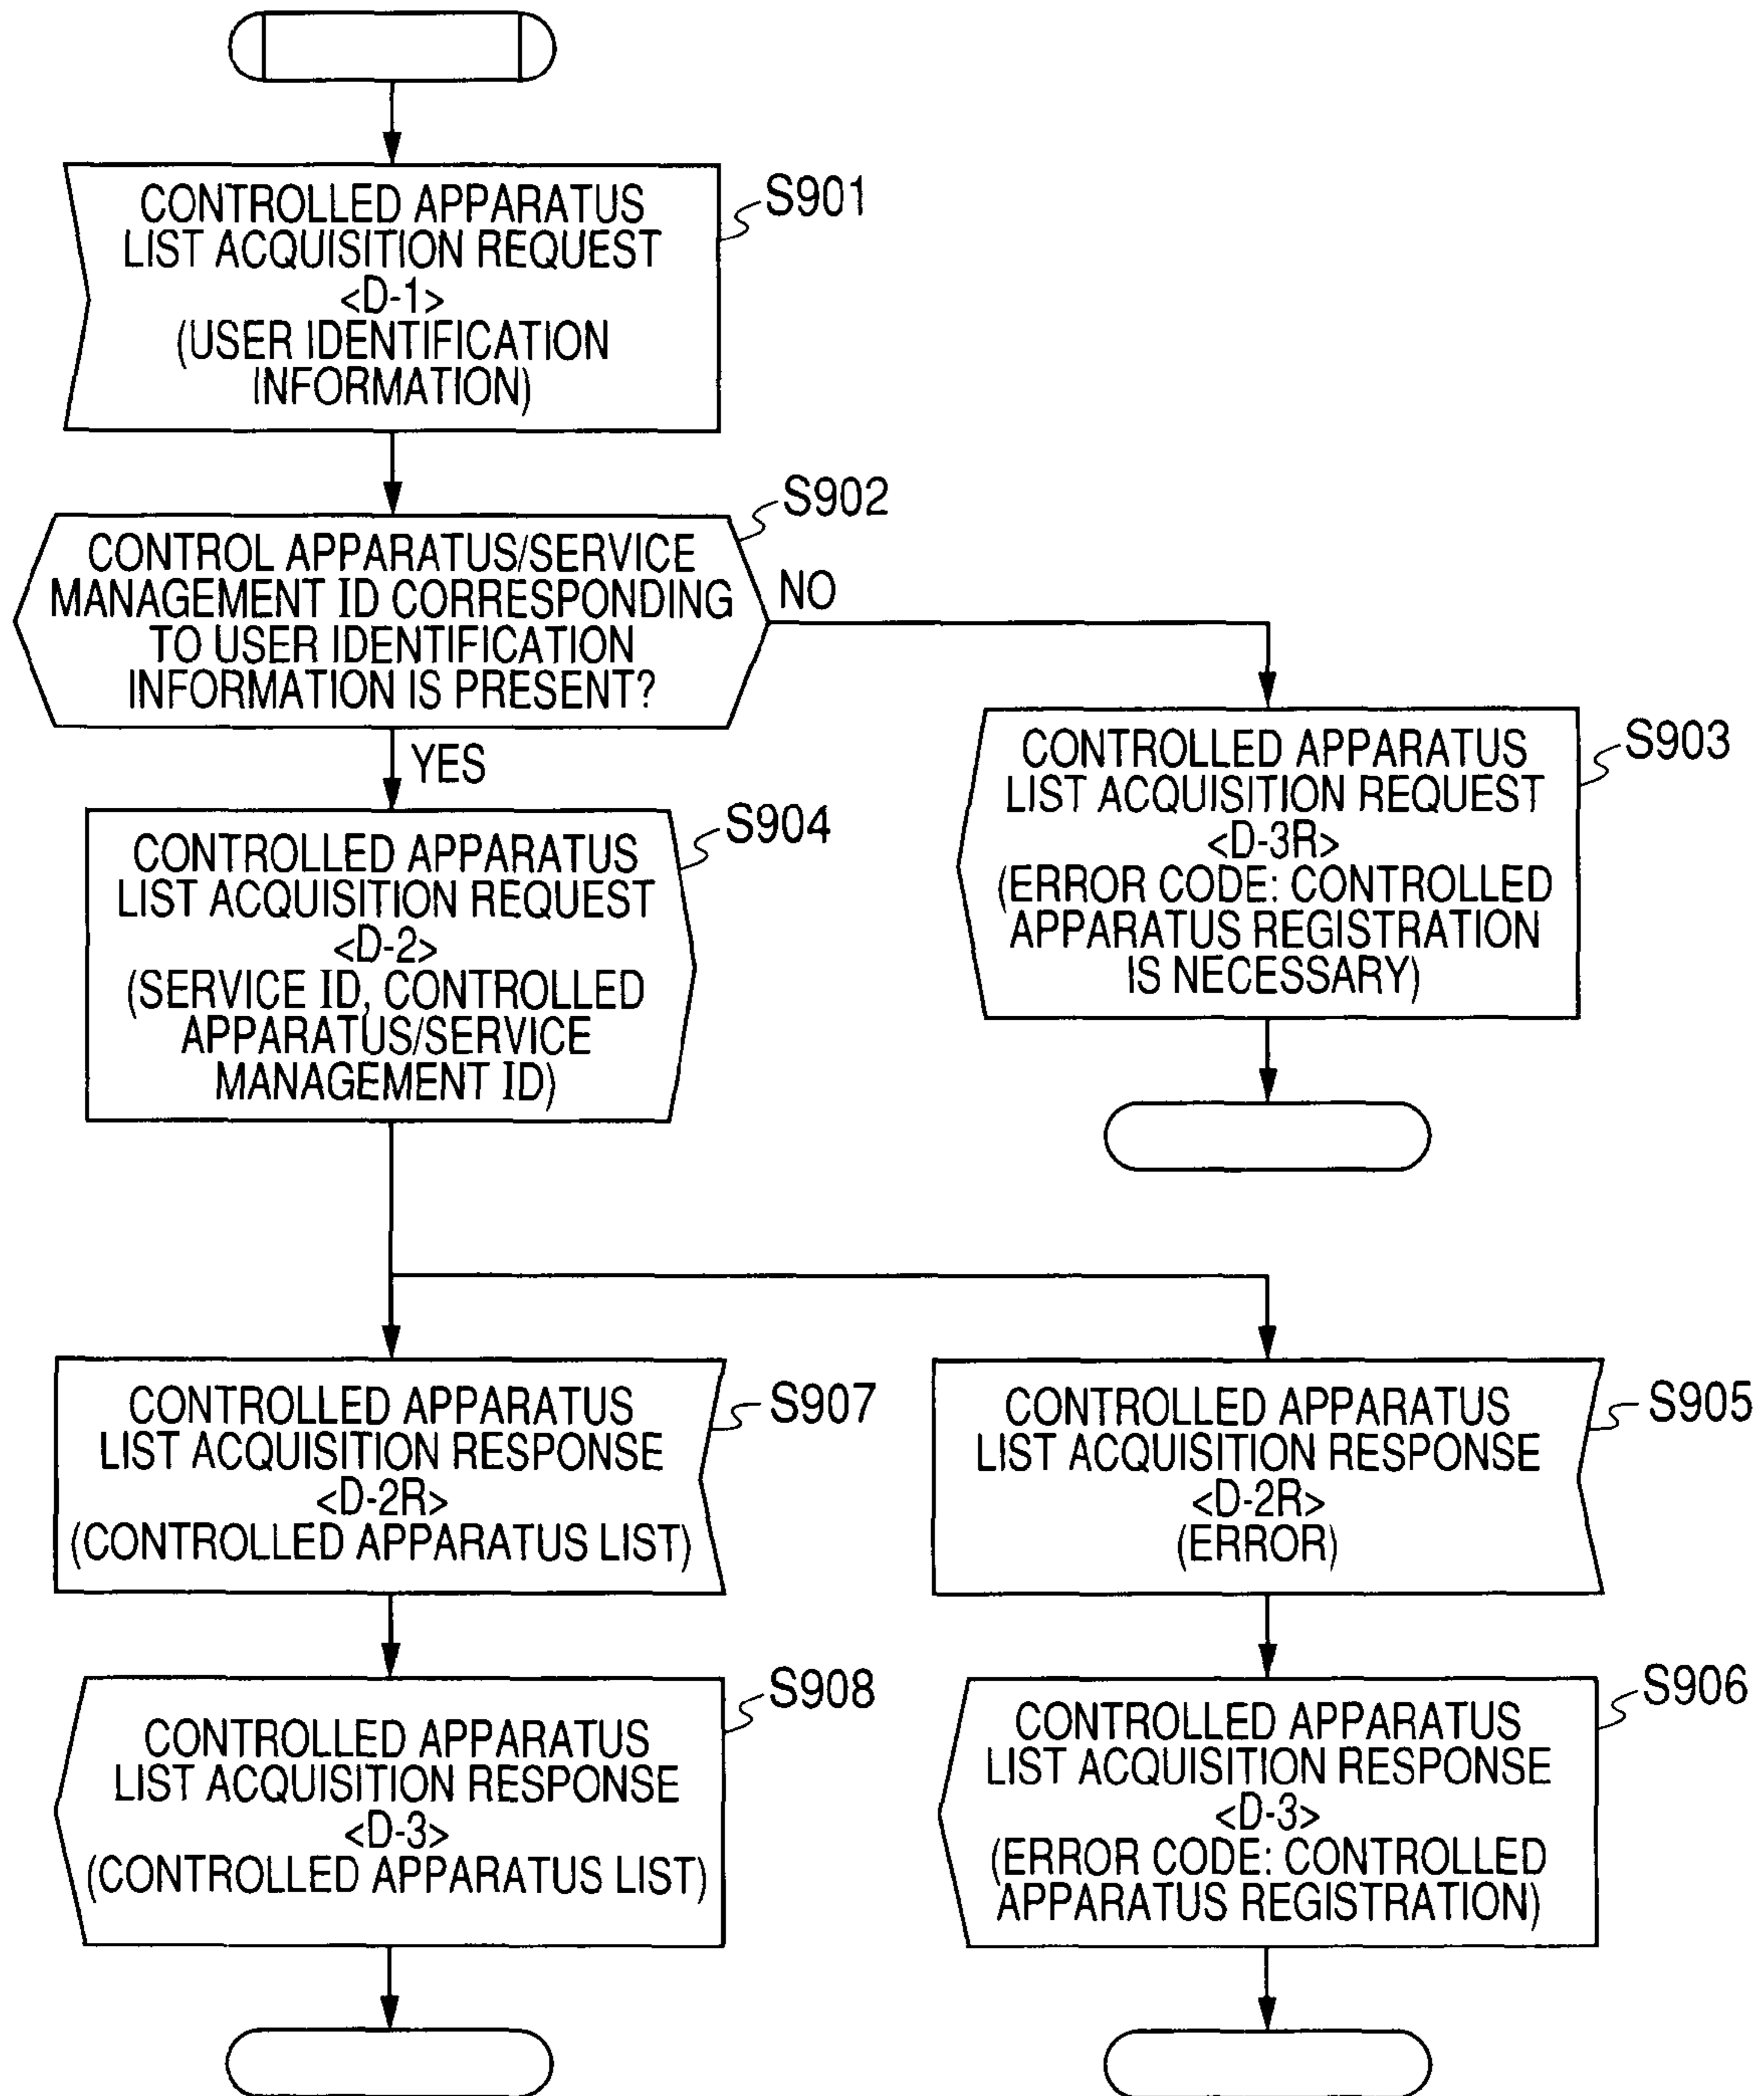 CONTROLLED APPARATUS
LIST ACQUISITION REQUEST
<D-1>
(USER IDENTIFICATION
INFORMATION)
S901
CONTROL APPARATUS/SERVICE
MANAGEMENT ID CORRESPONDING
TO USER IDENTIFICATION
INFORMATION IS PRESENT?
S902
NO
YES
CONTROLLED APPARATUS
LIST ACQUISITION REQUEST
<D-3R>
(ERROR CODE: CONTROLLED
APPARATUS REGISTRATION
IS NECESSARY)
S903
CONTROLLED APPARATUS
LIST ACQUISITION REQUEST
<D-2>
(SERVICE ID, CONTROLLED
APPARATUS/SERVICE
MANAGEMENT ID)
S904
CONTROLLED APPARATUS
LIST ACQUISITION RESPONSE
<D-2R>
(CONTROLLED APPARATUS LIST)
S907
CONTROLLED APPARATUS
LIST ACQUISITION RESPONSE
<D-2R>
(ERROR)
S905
CONTROLLED APPARATUS
LIST ACQUISITION RESPONSE
<D-3>
(CONTROLLED APPARATUS LIST)
S908
CONTROLLED APPARATUS
LIST ACQUISITION RESPONSE
<D-3>
(ERROR CODE: CONTROLLED
APPARATUS REGISTRATION)
S906